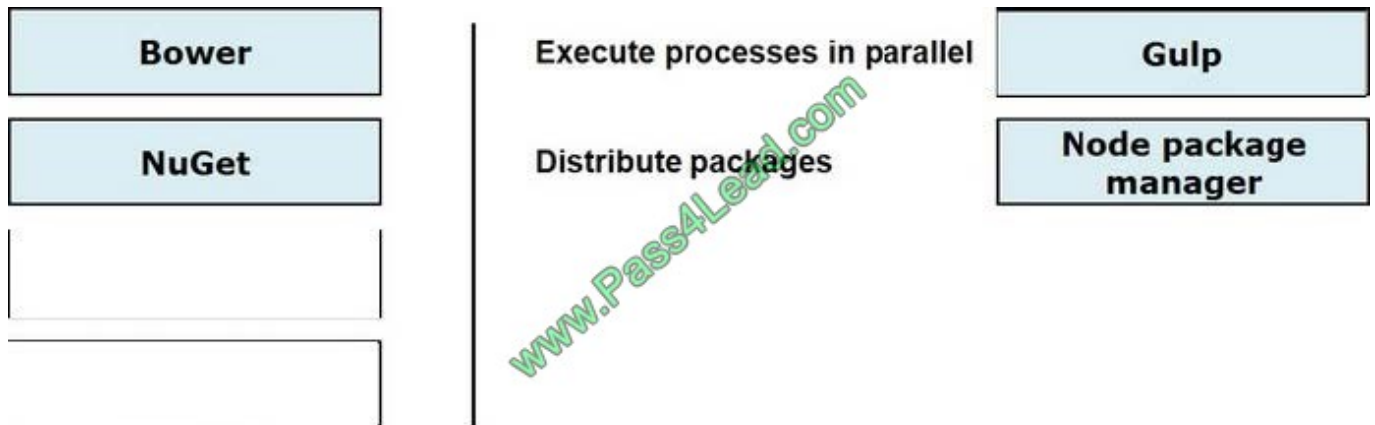 Bower
Execute processes in parallel
Gulp
NuGet
Distribute packages
Node package
manager
www.Pass4Lead.com